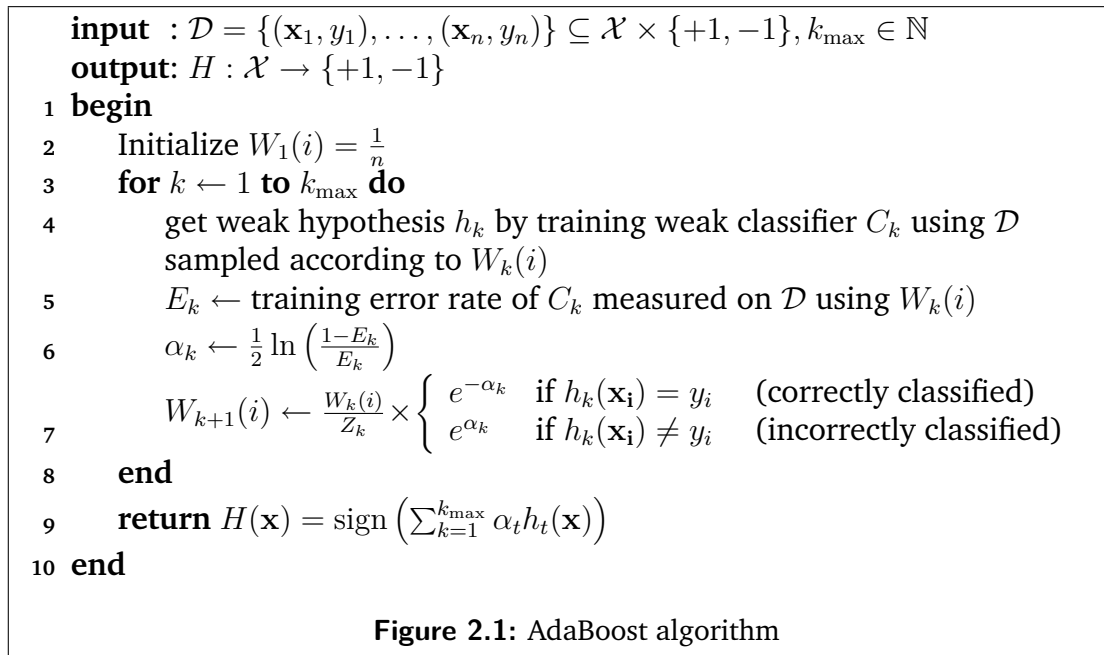 input : 𝒟 = {(𝐱₁, y₁), . . . , (𝐱ₙ, yₙ)} ⊆ 𝒳 × {+1, −1}, k_max ∈ ℕ
output: H : 𝒳 → {+1, −1}
1 begin
2 Initialize W₁(i) = 1/n
3 for k ← 1 to k_max do
4 get weak hypothesis h_k by training weak classifier C_k using 𝒟
sampled according to W_k(i)
5 E_k ← training error rate of C_k measured on 𝒟 using W_k(i)
6 α_k ← 1/2 ln ((1−E_k)/E_k)
7 W_{k+1}(i) ← W_k(i)/Z_k × { e^{−α_k} if h_k(𝐱_𝐢) = y_i (correctly classified)
e^{α_k} if h_k(𝐱_𝐢) ≠ y_i (incorrectly classified)
8 end
9 return H(𝐱) = sign (∑_{k=1}^{k_max} α_t h_t(𝐱))
10 end
Figure 2.1: AdaBoost algorithm